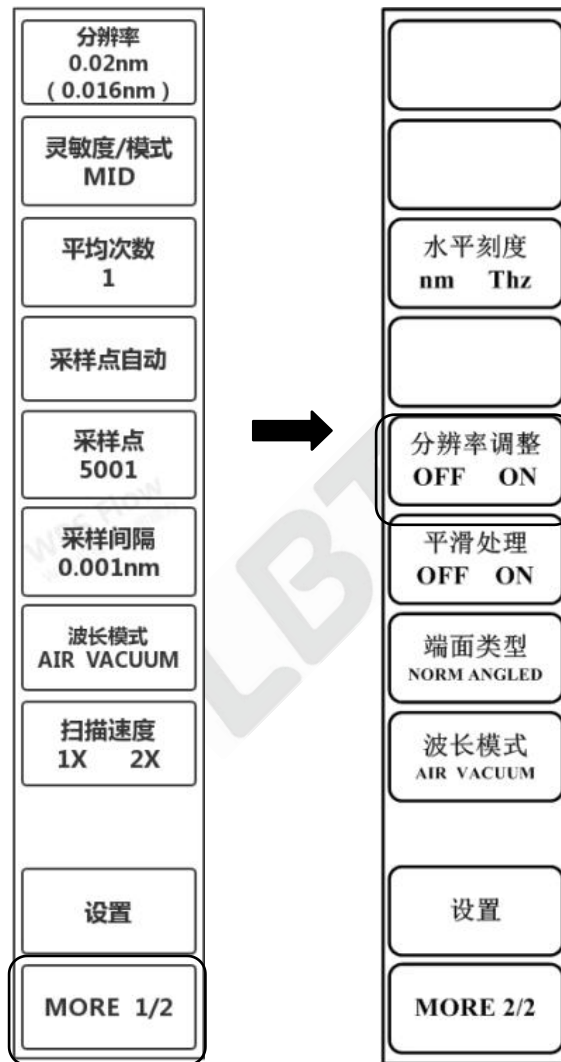 分辨率
0.02nm
( 0.016nm )
灵敏度/模式
MID
平均次数
1
采样点自动
采样点
5001
采样间隔
0.001nm
波长模式
AIR VACUUM
扫描速度
1X 2X
设置
MORE 1/2
水平刻度
nm Thz
分辨率调整
OFF ON
平滑处理
OFF ON
端面类型
NORM ANGLED
波长模式
AIR VACUUM
设置
MORE 2/2
LBT
WPS Flow